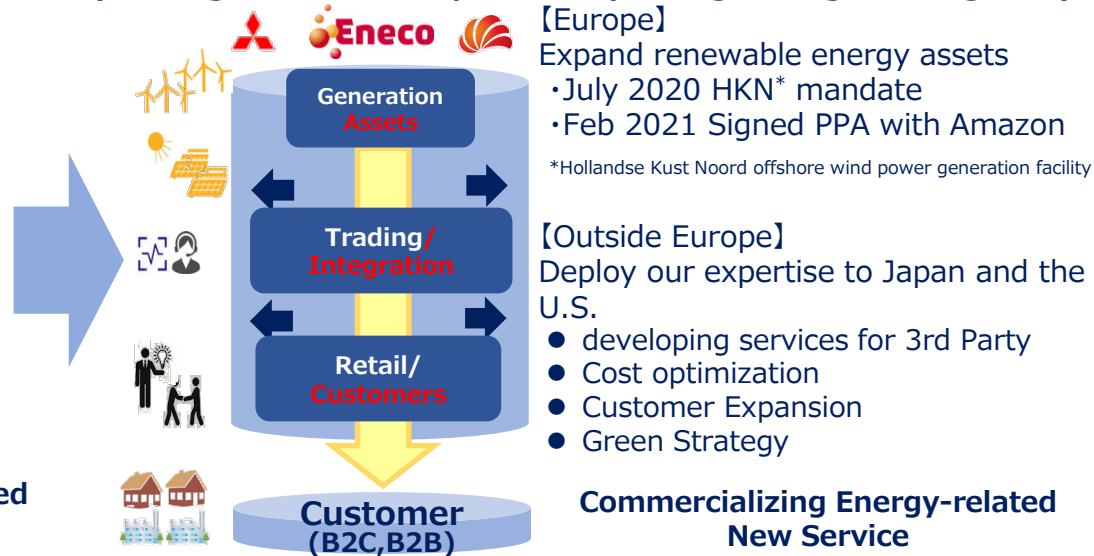 Eneco
Generation
Assets
Trading/
Integration
Retail/
Customers
Customer
(B2C,B2B)
ed
【Europe】
Expand renewable energy assets
・July 2020 HKN* mandate
・Feb 2021 Signed PPA with Amazon
*Hollandse Kust Noord offshore wind power generation facility
【Outside Europe】
Deploy our expertise to Japan and the
U.S.
● developing services for 3rd Party
● Cost optimization
● Customer Expansion
● Green Strategy
Commercializing Energy-related
New Service